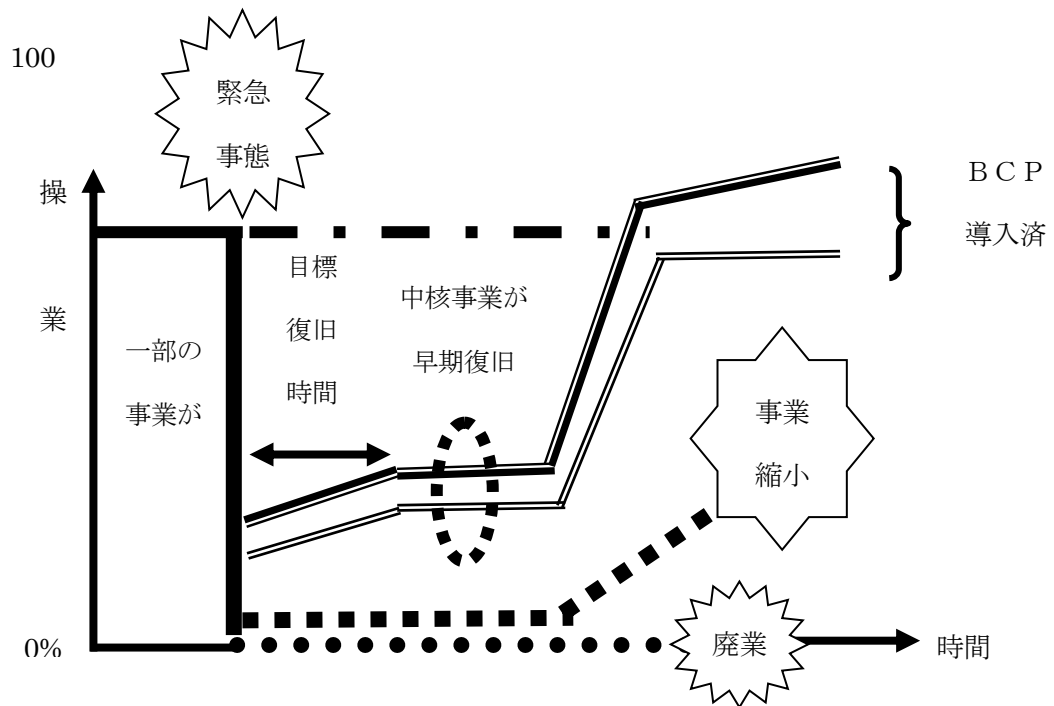 100
緊急
事態
操
業
目標
復旧
時間
中核事業が
早期復旧
一部の
事業が
ＢＣＰ
導入済
事業
縮小
廃業
0%
時間